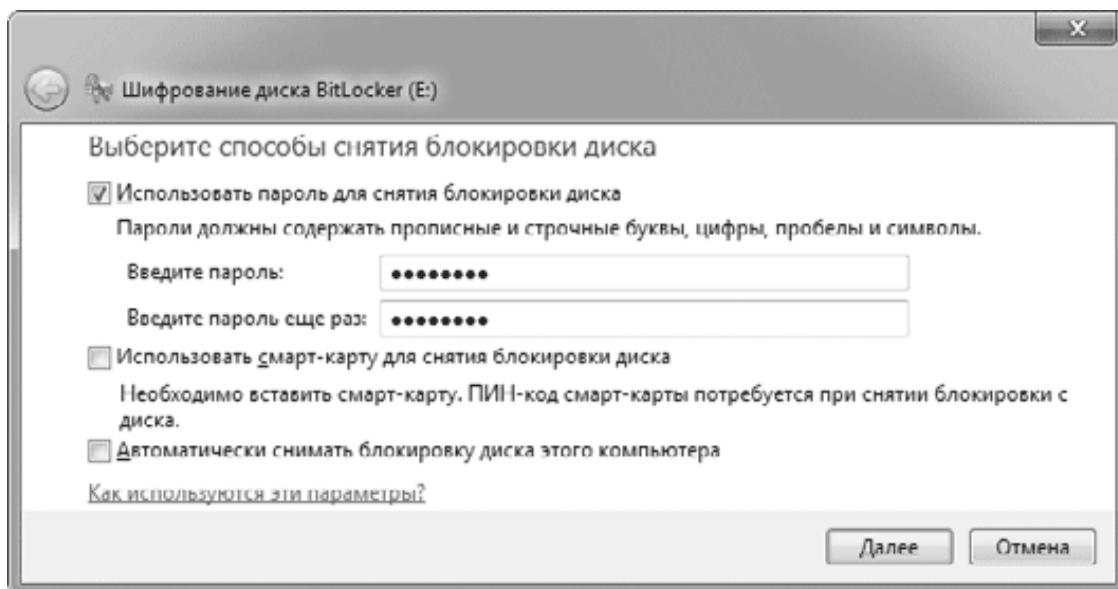 Шифрование диска BitLocker (E:)
Выберите способы снятия блокировки диска
Использовать пароль для снятия блокировки диска
Пароли должны содержать прописные и строчные буквы, цифры, пробелы и символы.
Введите пароль: ●●●●●●●●
Введите пароль еще раз: ●●●●●●●●
Использовать смарт-карту для снятия блокировки диска
Необходимо вставить смарт-карту. ПИН-код смарт-карты потребуется при снятии блокировки с
диска.
Автоматически снимать блокировку диска этого компьютера
Как используются эти параметры?
Далее Отмена